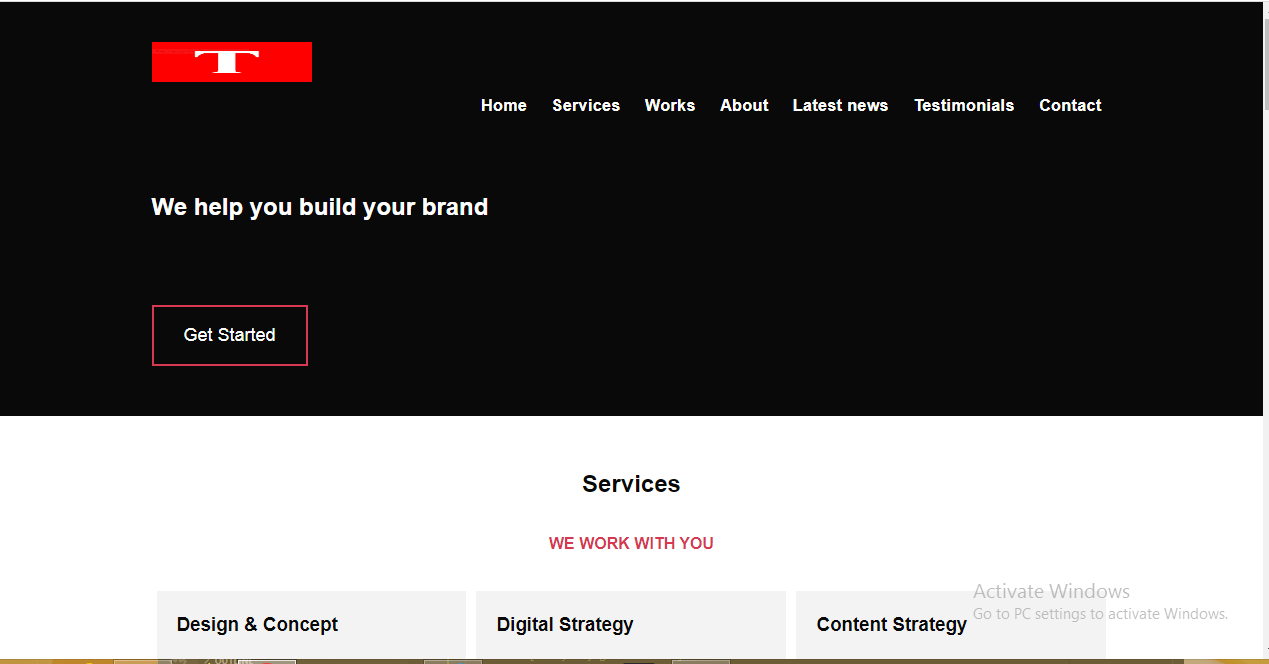 T
Home Services Works About Latest news Testimonials Contact
We help you build your brand
Get Started
Services
WE WORK WITH YOU
Design & Concept Digital Strategy Content Strategy
Activate Windows
Go to PC settings to activate Windows.